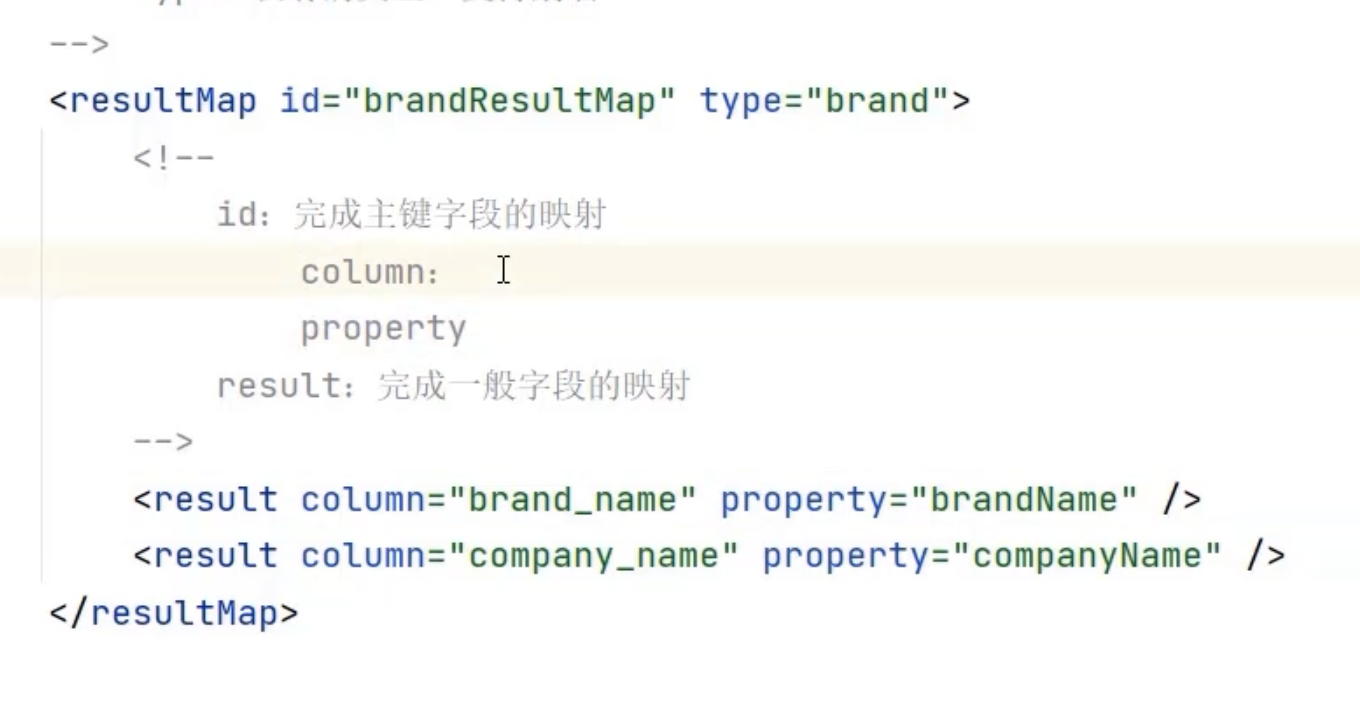 -->
<resultMap id="brandResultMap" type="brand">
<!--
id：完成主键字段的映射
column：
property
result：完成一般字段的映射
-->
<result column="brand_name" property="brandName" />
<result column="company_name" property="companyName" />
</resultMap>